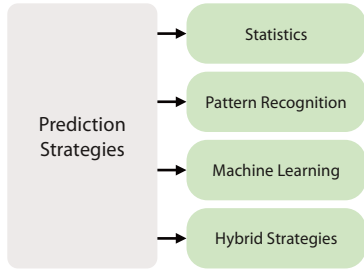 Prediction
Strategies
Statistics
Pattern Recognition
Machine Learning
Hybrid Strategies